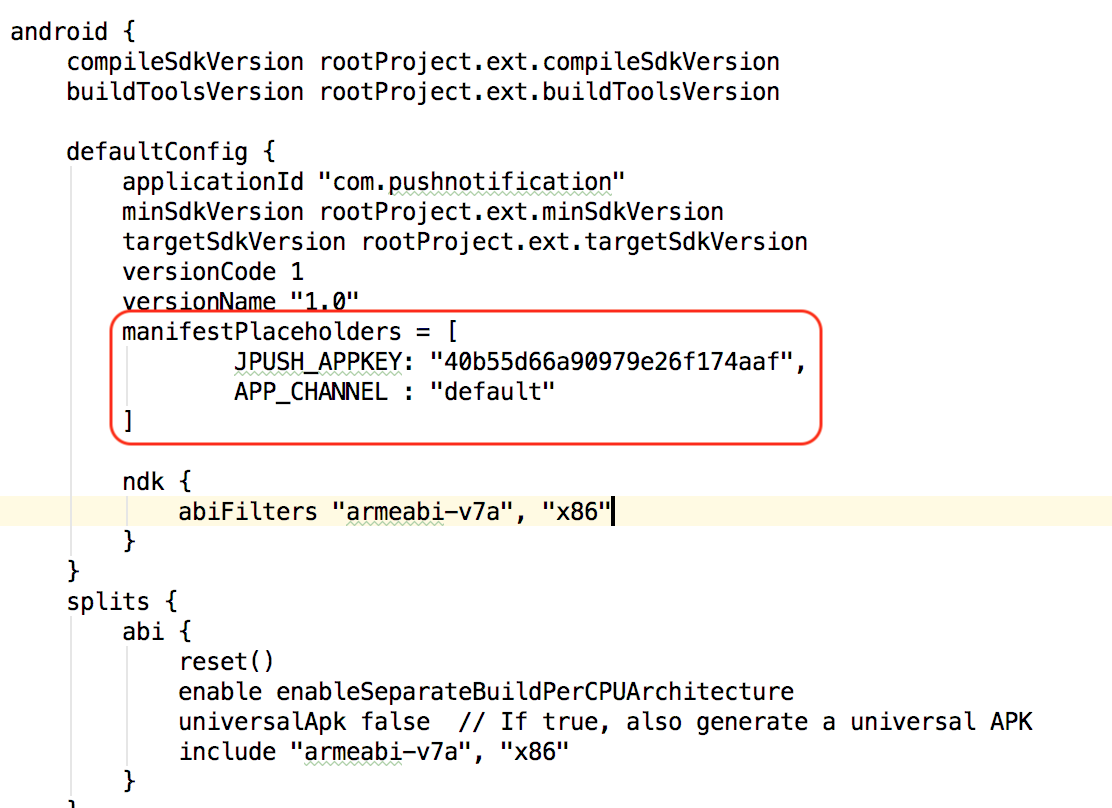 android {
    compileSdkVersion rootProject.ext.compileSdkVersion
    buildToolsVersion rootProject.ext.buildToolsVersion

    defaultConfig {
        applicationId "com.pushnotification"
        minSdkVersion rootProject.ext.minSdkVersion
        targetSdkVersion rootProject.ext.targetSdkVersion
        versionCode 1
        versionName "1.0"
        manifestPlaceholders = [
                JPUSH_APPKEY: "40b55d66a90979e26f174aaf",
                APP_CHANNEL : "default"
        ]

        ndk {
            abiFilters "armeabi-v7a", "x86"
        }
    }
    splits {
        abi {
            reset()
            enable enableSeparateBuildPerCPUArchitecture
            universalApk false  // If true, also generate a universal APK
            include "armeabi-v7a", "x86"
        }
    }